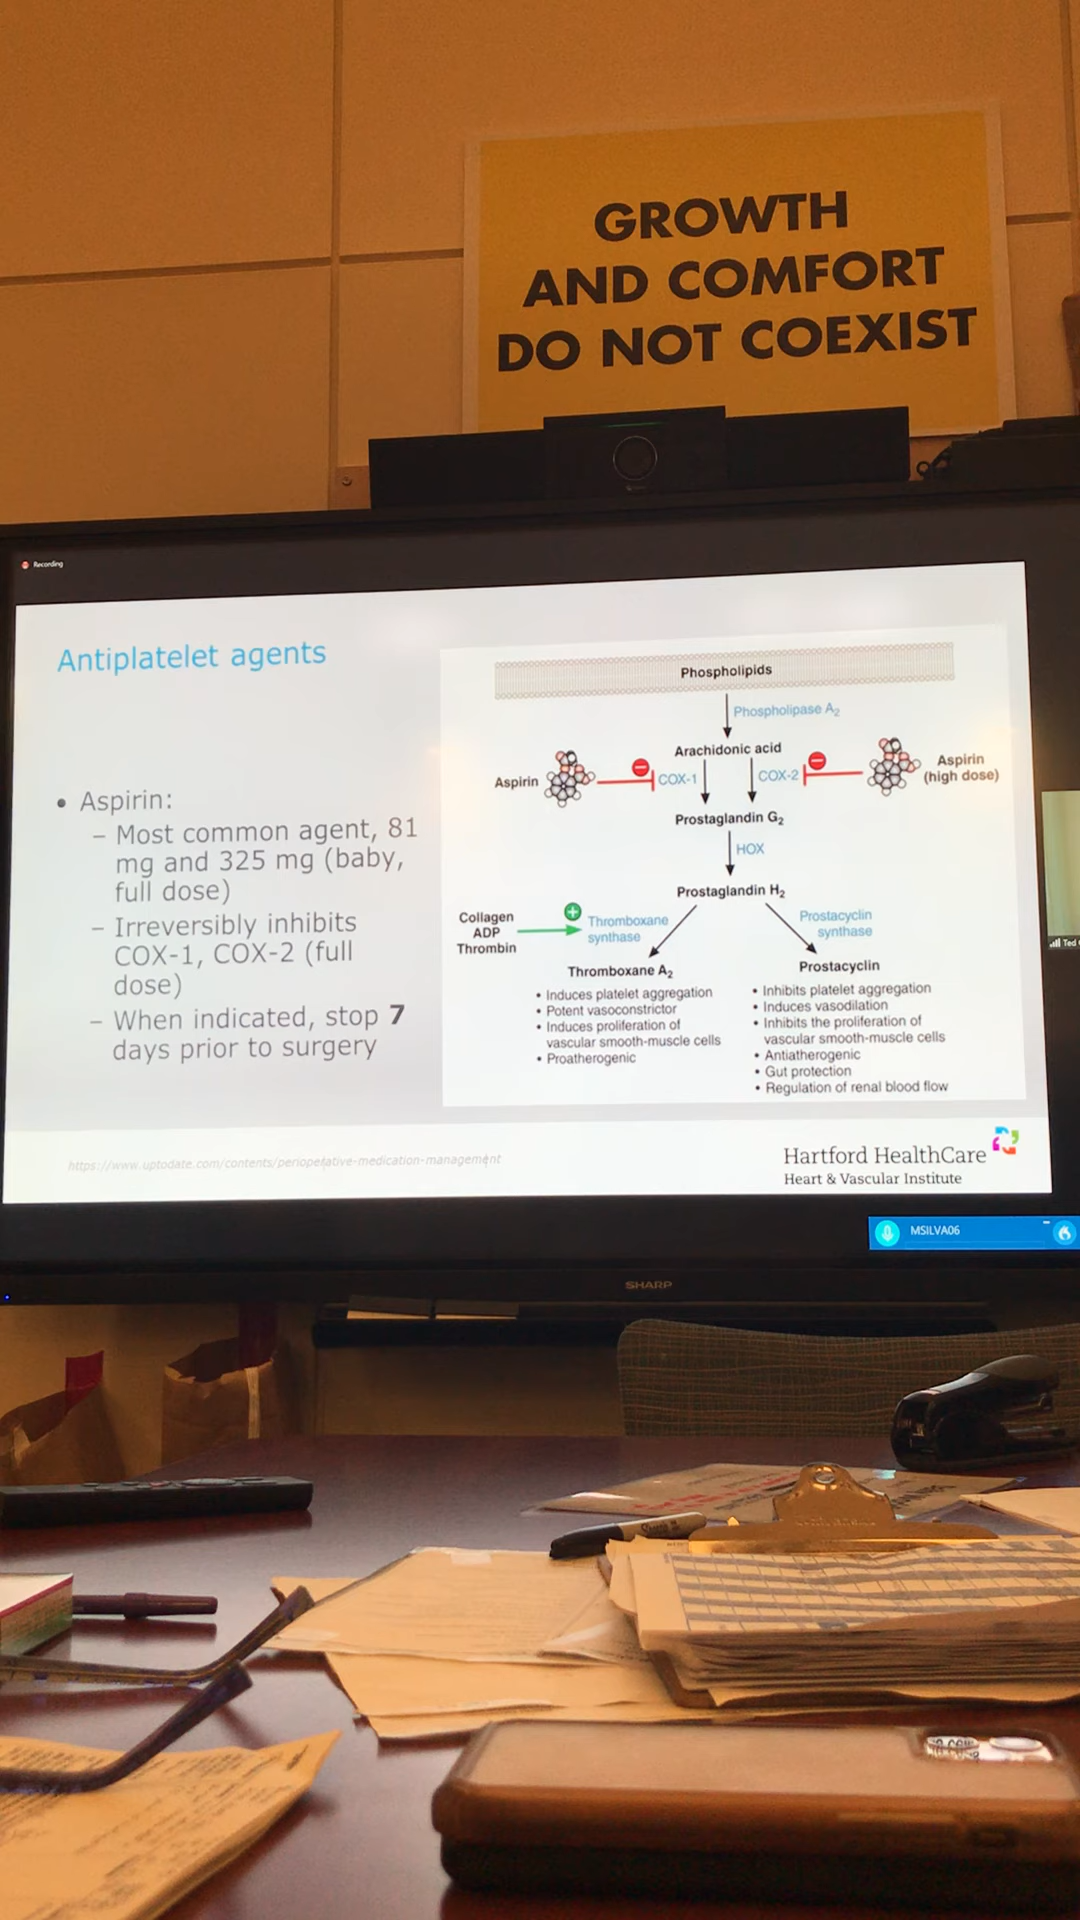 GROWTH
AND COMFORT
DO NOT COEXIST
Recording
Antiplatelet agents
• Aspirin:
– Most common agent, 81
mg and 325 mg (baby,
full dose)
– Irreversibly inhibits
COX-1, COX-2 (full
dose)
– When indicated, stop 7
days prior to surgery
Phospholipids
Phospholipase A₂
Arachidonic acid
Aspirin
COX-1
COX-2
Aspirin
(high dose)
Prostaglandin G₂
HOX
Prostaglandin H₂
Collagen
ADP
Thrombin
Thromboxane
synthase
Prostacyclin
synthase
Thromboxane A₂
• Induces platelet aggregation
• Potent vasoconstrictor
• Induces proliferation of
vascular smooth-muscle cells
• Proatherogenic
Prostacyclin
• Inhibits platelet aggregation
• Induces vasodilation
• Inhibits the proliferation of
vascular smooth-muscle cells
• Antiatherogenic
• Gut protection
• Regulation of renal blood flow
https://www.uptodate.com/contents/perioperative-medication-management
Hartford HealthCare
Heart & Vascular Institute
Ted
MSILVA06
SHARP
Sharpie